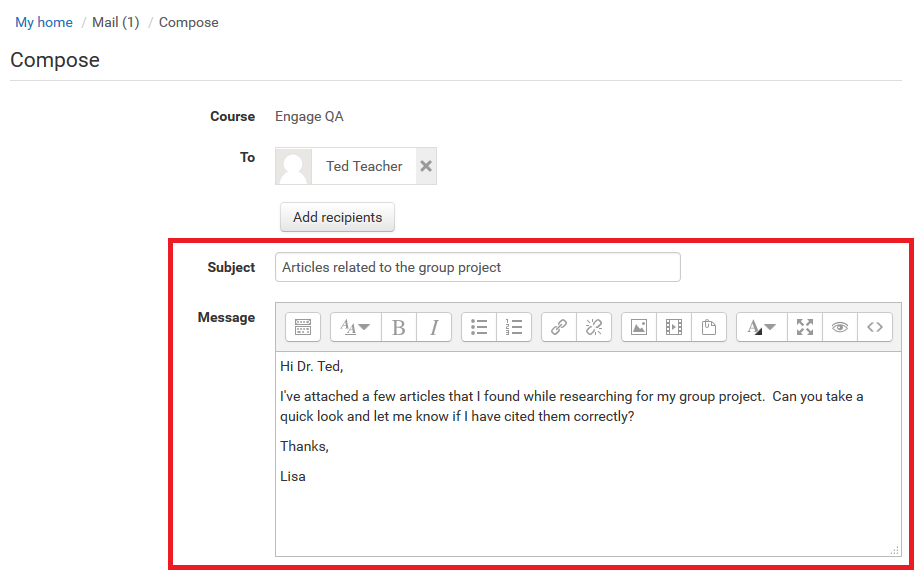 My home / Mail (1) / Compose
Compose
Course Engage QA
To Ted Teacher
Add recipients
Subject Articles related to the group project
Message
Hi Dr. Ted,
I've attached a few articles that I found while researching for my group project.  Can you take a
quick look and let me know if I have cited them correctly?
Thanks,
Lisa